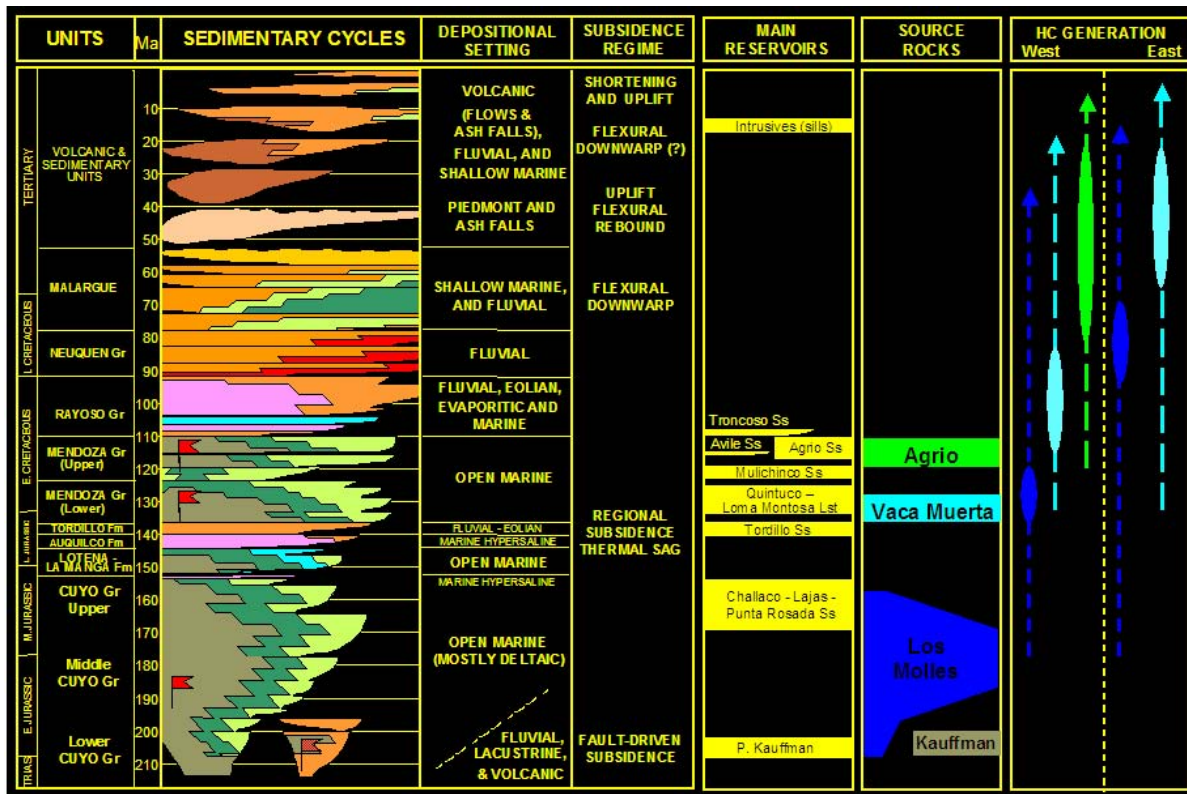 UNITS
Ma
SEDIMENTARY CYCLES
DEPOSITIONAL
SETTING
SUBSIDENCE
REGIME
MAIN
RESERVOIRS
SOURCE
ROCKS
HC GENERATION
West
East
TERTIARY
L CRETACEOUS
E. CRETACEOUS
L. JURASSIC
M. JURASSIC
E. JURASSIC
TRIAS
VOLCANIC &
SEDIMENTARY
UNITS
MALARGUE
NEUQUEN Gr
RAYOSO Gr
MENDOZA Gr
(Upper)
MENDOZA Gr
(Lower)
TORDILLO Fm
AUQUILCO Fm
LOTENA -
LA MANGA Fm
CUYO Gr
Upper
Middle
CUYO Gr
Lower
CUYO Gr
10
20
30
40
50
60
70
80
90
100
110
120
130
140
150
160
170
180
190
200
210
VOLCANIC
(FLOWS &
ASH FALLS),
FLUVIAL, AND
SHALLOW MARINE
PIEDMONT AND
ASH FALLS
SHALLOW MARINE,
AND FLUVIAL
FLUVIAL
FLUVIAL, EOLIAN,
EVAPORITIC AND
MARINE
OPEN MARINE
FLUVIAL - EOLIAN
MARINE HYPERSALINE
OPEN MARINE
MARINE HYPERSALINE
OPEN MARINE
(MOSTLY DELTAIC)
FLUVIAL,
LACUSTRINE,
& VOLCANIC
SHORTENING
AND UPLIFT
FLEXURAL
DOWNWARP (?)
UPLIFT
FLEXURAL
REBOUND
FLEXURAL
DOWNWARP
REGIONAL
SUBSIDENCE
THERMAL SAG
FAULT-DRIVEN
SUBSIDENCE
Intrusives (sills)
Troncoso Ss
Avile Ss
Agrio Ss
Mulichinco Ss
Quintuco –
Loma Montosa Lst
Tordillo Ss
Challaco - Lajas -
Punta Rosada Ss
P. Kauffman
Agrio
Vaca Muerta
Los
Molles
Kauffman